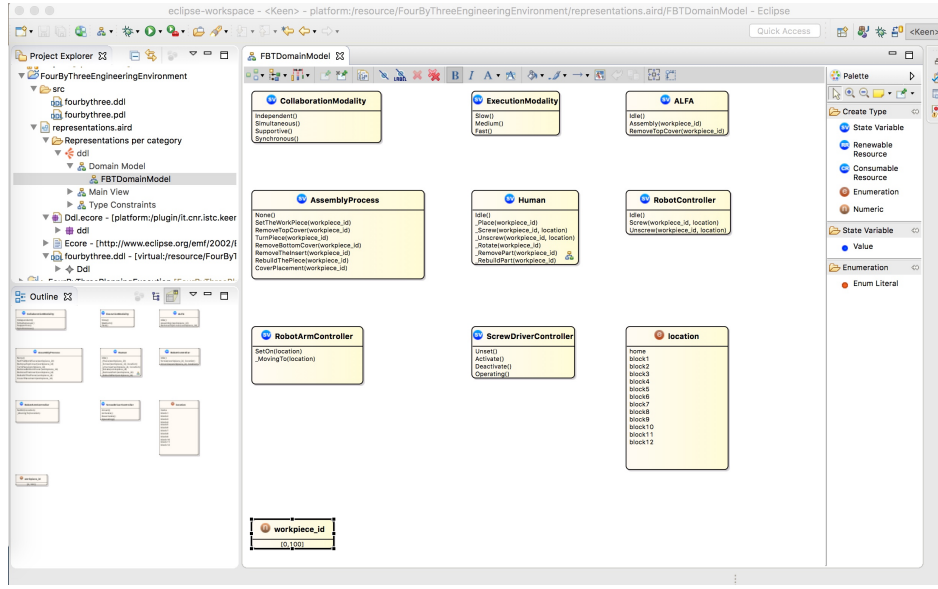 eclipse-workspace - <Keen> - platform:/resource/FourByThreeEngineeringEnvironment/representations.aird/FBTDomainModel - Eclipse
Quick Access
<Keen>
Project Explorer
FourByThreeEngineeringEnvironment
src
fourbythree.ddl
fourbythree.pdl
representations.aird
Representations per category
ddl
Domain Model
FBTDomainModel
Main View
Type Constraints
Ddl.ecore - [platform:/plugin/it.cnr.istc.keen
ddl
Ecore - [http://www.eclipse.org/emf/2002/E
fourbythree.ddl - [virtual:/resource/FourByT
Ddl
Outline
FBTDomainModel
CollaborationModality
Independent()
Simultaneous()
Supportive()
Synchronous()
ExecutionModality
Slow()
Medium()
Fast()
ALFA
Idle()
Assembly(workpiece_id)
RemoveTopCover(workpiece_id)
AssemblyProcess
None()
SetTheWorkPiece(workpiece_id)
RemoveTopCover(workpiece_id)
TurnPiece(workpiece_id)
RemoveBottomCover(workpiece_id)
RemoveTheInsert(workpiece_id)
RebuildThePiece(workpiece_id)
CoverPlacement(workpiece_id)
Human
Idle()
_Place(workpiece_id)
_Screw(workpiece_id, location)
_Unscrew(workpiece_id, location)
_Rotate(workpiece_id)
_RemovePart(workpiece_id)
_RebuildPart(workpiece_id)
RobotController
Idle()
Screw(workpiece_id, location)
Unscrew(workpiece_id, location)
RobotArmController
SetOn(location)
_MovingTo(location)
ScrewDriverController
Unset()
Activate()
Deactivate()
Operating()
location
home
block1
block2
block3
block4
block5
block6
block7
block8
block9
block10
block11
block12
workpiece_id
[0,100]
Palette
Create Type
State Variable
Renewable
Resource
Consumable
Resource
Enumeration
Numeric
State Variable
Value
Enumeration
Enum Literal